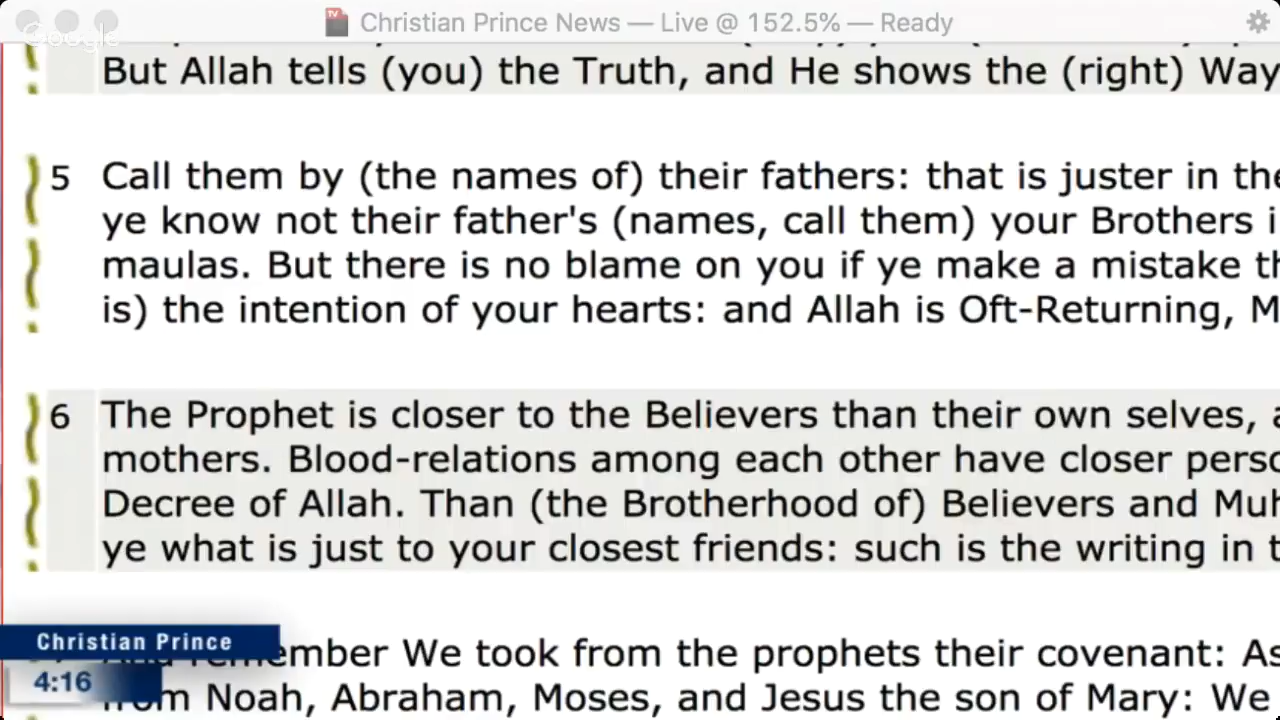 Christian Prince News — Live @ 152.5% — Ready
Google
But Allah tells (you) the Truth, and He shows the (right) Way
5 Call them by (the names of) their fathers: that is juster in the
ye know not their father's (names, call them) your Brothers i
maulas. But there is no blame on you if ye make a mistake th
is) the intention of your hearts: and Allah is Oft-Returning, M
6 The Prophet is closer to the Believers than their own selves, a
mothers. Blood-relations among each other have closer perso
Decree of Allah. Than (the Brotherhood of) Believers and Muh
ye what is just to your closest friends: such is the writing in t
Christian Prince
And remember We took from the prophets their covenant: As
4:16
from Noah, Abraham, Moses, and Jesus the son of Mary: We